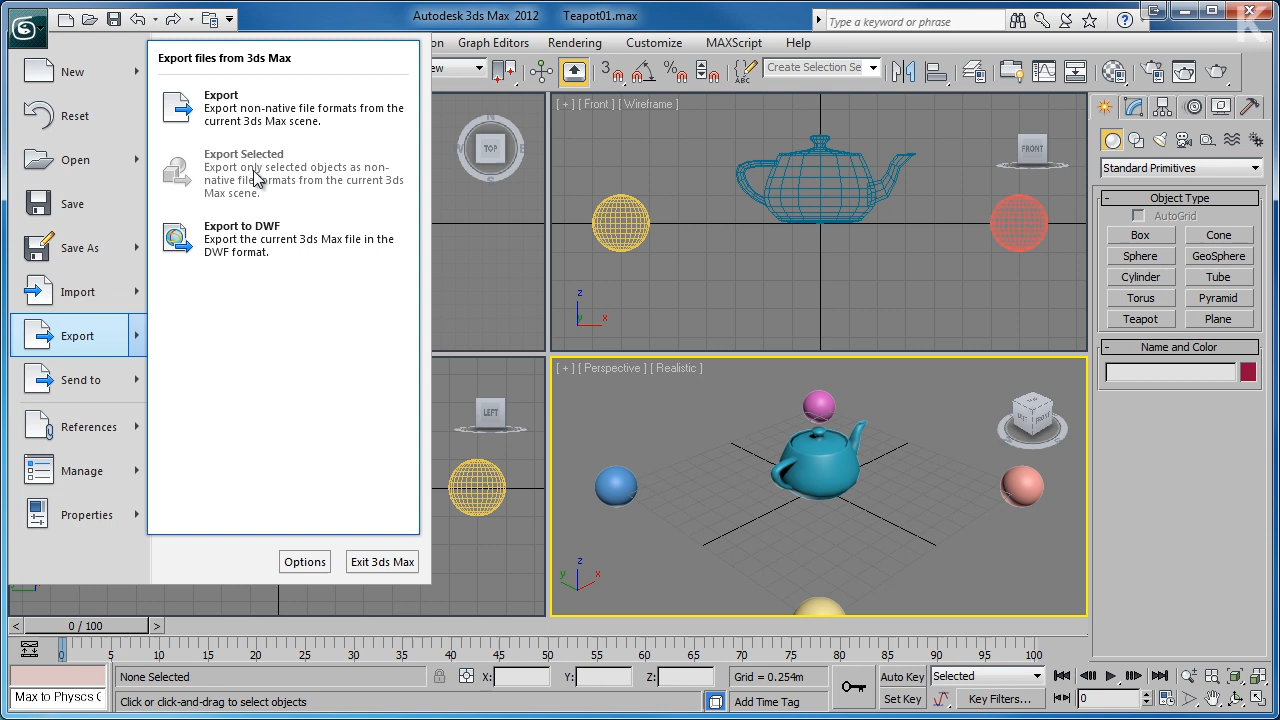 Autodesk 3ds Max 2012
Teapot01.max
Type a keyword or phrase
K
Graph Editors
Rendering
Customize
MAXScript
Help
Create Selection Se
ABC
New
Reset
Open
Save
Save As
Import
Export
Send to
References
Manage
Properties
Export files from 3ds Max
Export
Export non-native file formats from the
current 3ds Max scene.
Export Selected
Export only selected objects as non-
native file formats from the current 3ds
Max scene.
Export to DWF
Export the current 3ds Max file in the
DWF format.
Options
Exit 3ds Max
TOP
[ + ] [ Front ] [ Wireframe ]
FRONT
z
y
x
LEFT
[ + ] [ Perspective ] [ Realistic ]
TOP
LEFT
FRONT
z
y
x
Standard Primitives
- Object Type
AutoGrid
Box
Cone
Sphere
GeoSphere
Cylinder
Tube
Torus
Pyramid
Teapot
Plane
- Name and Color
< 0 / 100 >
0 5 10 15 20 25 30 35 40 45 50 55 60 65 70 75 80 85 90 95 100
None Selected
X:
Y:
Z:
Grid = 0.254m
Auto Key
Selected
Max to Physcs (
Click or click-and-drag to select objects
Add Time Tag
Set Key
Key Filters...
0